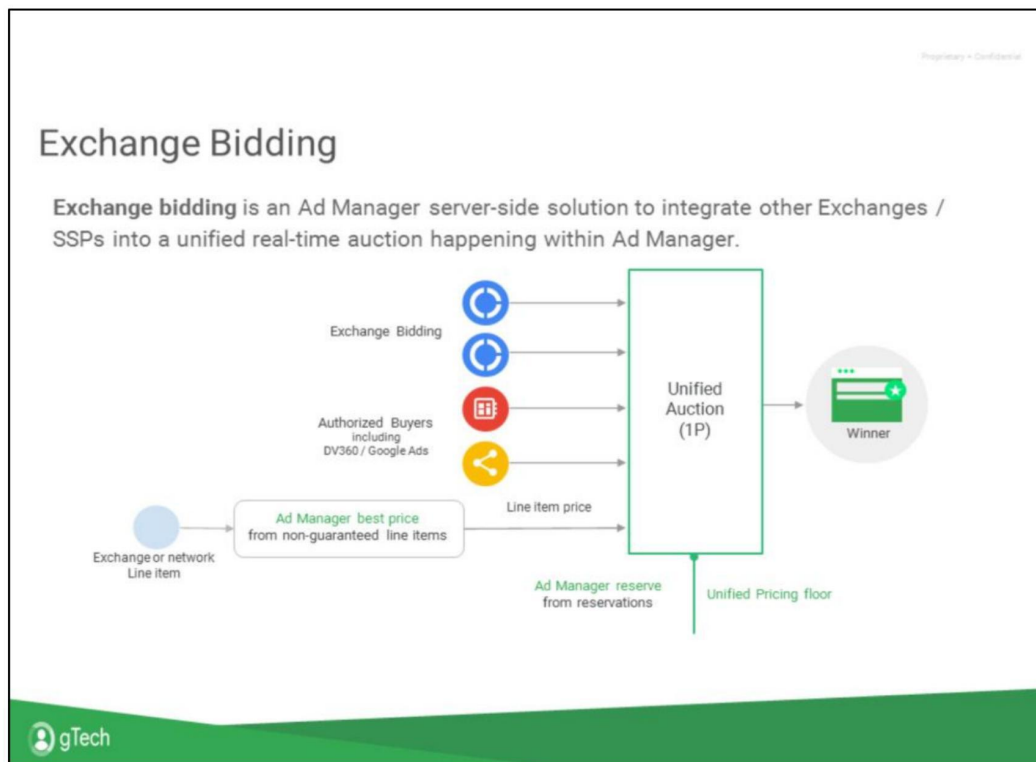 Proprietary + Confidential
Exchange Bidding
Exchange bidding is an Ad Manager server-side solution to integrate other Exchanges /
SSPs into a unified real-time auction happening within Ad Manager.
Exchange Bidding
Authorized Buyers
including
DV360 / Google Ads
Unified
Auction
(1P)
Winner
Exchange or network
Line item
Ad Manager best price
from non-guaranteed line items
Line item price
Ad Manager reserve
from reservations
Unified Pricing floor
gTech